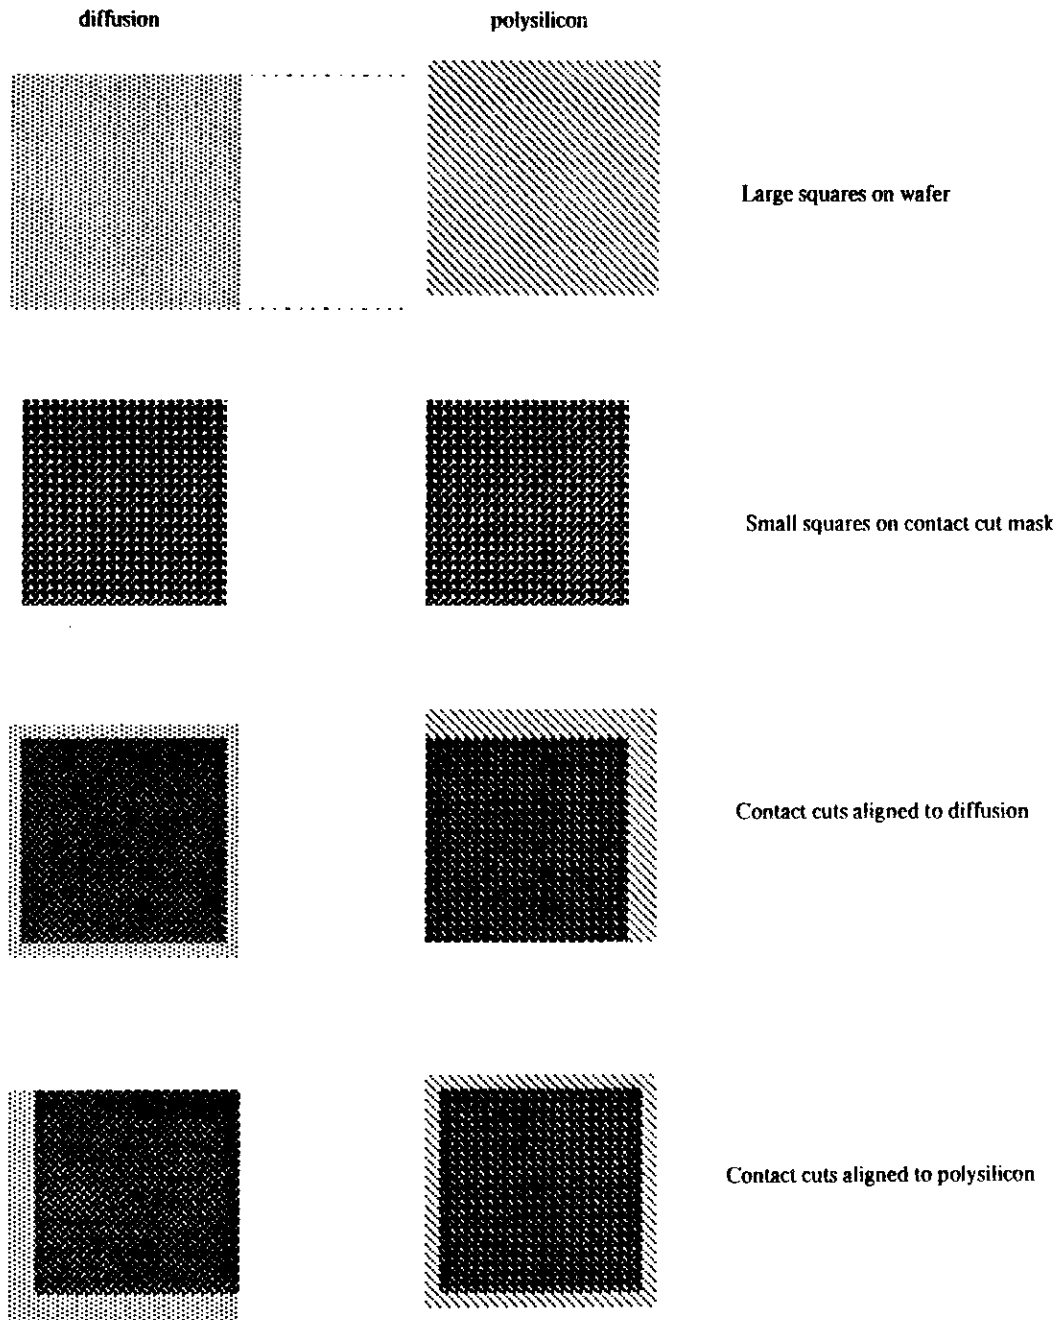 diffusion
polysilicon
Large squares on wafer
Small squares on contact cut mask
Contact cuts aligned to diffusion
Contact cuts aligned to polysilicon